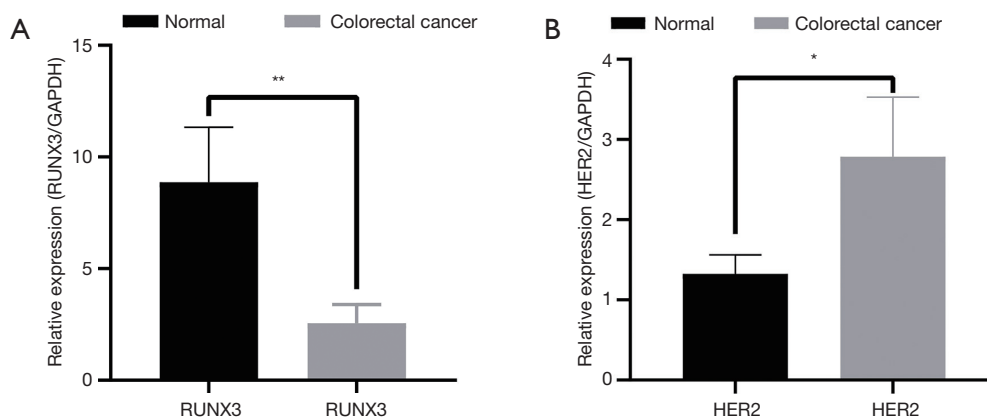 A
Normal
Colorectal cancer
Relative expression (RUNX3/GAPDH)
15
10
5
0
**
RUNX3
RUNX3
B
Normal
Colorectal cancer
Relative expression (HER2/GAPDH)
4
3
2
1
0
*
HER2
HER2